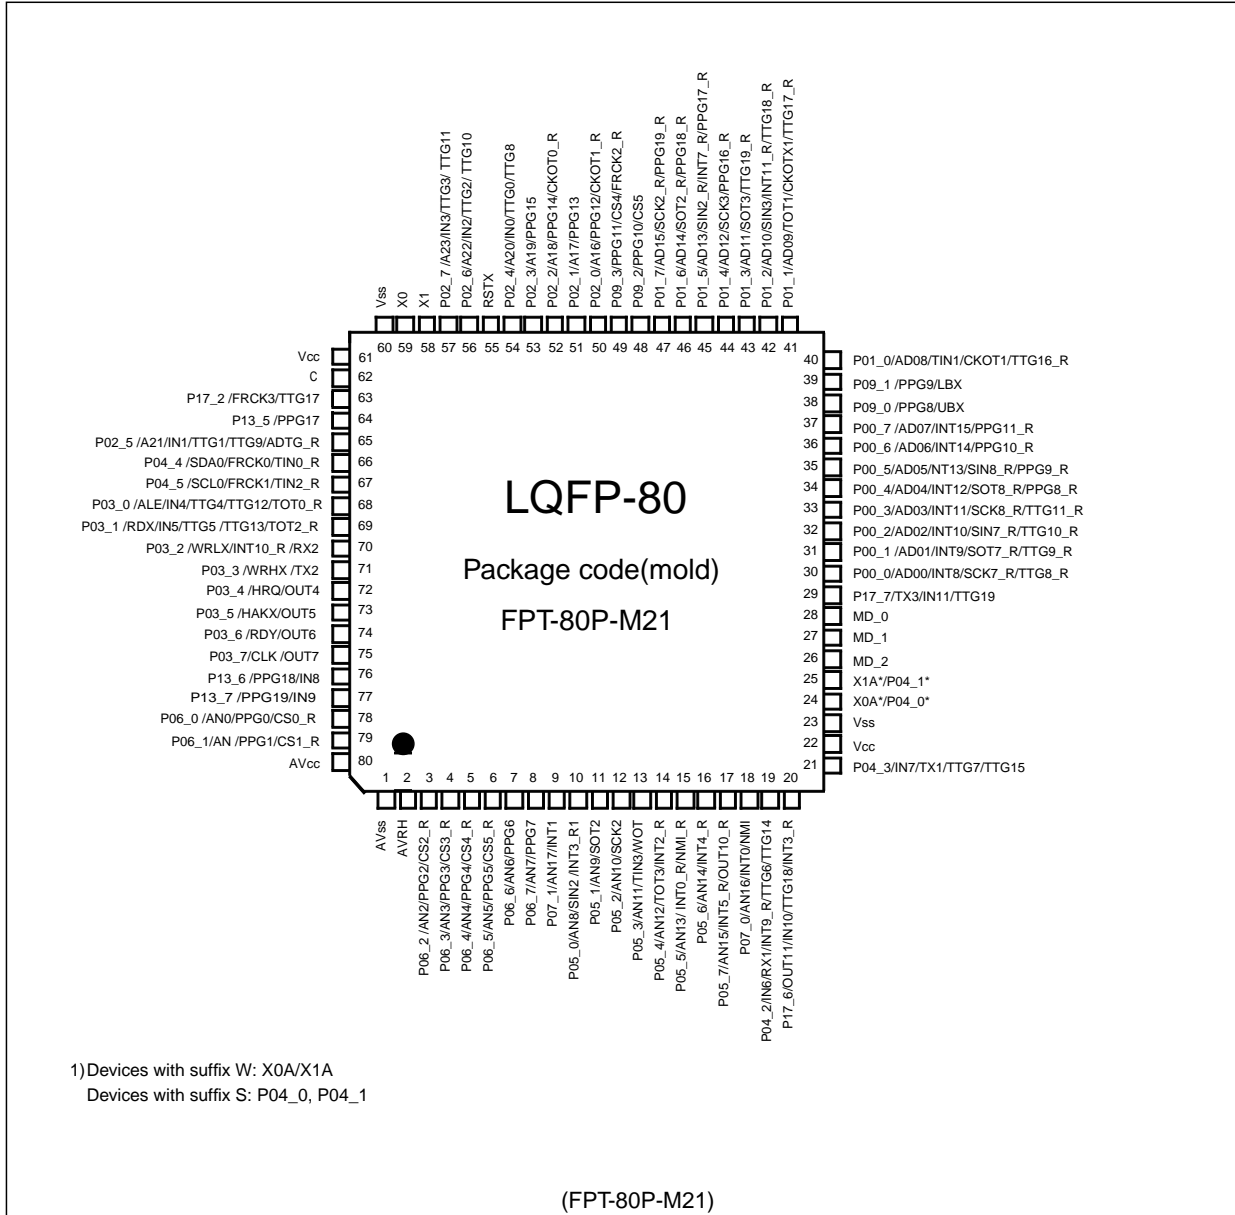 P02_7 /A23/IN3/TTG3/ TTG11
P02_6/A22/IN2/TTG2/ TTG10
P02_4/A20/IN0/TTG0/TTG8
P02_3/A19/PPG15
P02_2/A18/PPG14/CKOT0_R
P02_1/A17/PPG13
P02_0/A16/PPG12/CKOT1_R
P09_3/PPG11/CS4/FRCK2_R
P09_2/PPG10/CS5
P01_7/AD15/SCK2_R/PPG19_R
P01_6/AD14/SOT2_R/PPG18_R
P01_5/AD13/SIN2_R/INT7_R/PPG17_R
P01_4/AD12/SCK3/PPG16_R
P01_3/AD11/SOT3/TTG19_R
P01_2/AD10/SIN3/INT11_R/TTG18_R
P01_1/AD09/TOT1/CKOTX1/TTG17_R
Vss
X0
X1
RSTX
60 59 58 57 56 55 54 53 52 51 50 49 48 47 46 45 44 43 42 41
Vcc 61
C 62
P17_2 /FRCK3/TTG17 63
P13_5 /PPG17 64
P02_5 /A21/IN1/TTG1/TTG9/ADTG_R 65
P04_4 /SDA0/FRCK0/TIN0_R 66
P04_5 /SCL0/FRCK1/TIN2_R 67
P03_0 /ALE/IN4/TTG4/TTG12/TOT0_R 68
P03_1 /RDX/IN5/TTG5 /TTG13/TOT2_R 69
P03_2 /WRLX/INT10_R /RX2 70
P03_3 /WRHX /TX2 71
P03_4 /HRQ/OUT4 72
P03_5 /HAKX/OUT5 73
P03_6 /RDY/OUT6 74
P03_7/CLK /OUT7 75
P13_6 /PPG18/IN8 76
P13_7 /PPG19/IN9 77
P06_0 /AN0/PPG0/CS0_R 78
P06_1/AN /PPG1/CS1_R 79
AVcc 80
LQFP-80
Package code(mold)
FPT-80P-M21
40 P01_0/AD08/TIN1/CKOT1/TTG16_R
39 P09_1 /PPG9/LBX
38 P09_0 /PPG8/UBX
37 P00_7 /AD07/INT15/PPG11_R
36 P00_6 /AD06/INT14/PPG10_R
35 P00_5/AD05/NT13/SIN8_R/PPG9_R
34 P00_4/AD04/INT12/SOT8_R/PPG8_R
33 P00_3/AD03/INT11/SCK8_R/TTG11_R
32 P00_2/AD02/INT10/SIN7_R/TTG10_R
31 P00_1 /AD01/INT9/SOT7_R/TTG9_R
30 P00_0/AD00/INT8/SCK7_R/TTG8_R
29 P17_7/TX3/IN11/TTG19
28 MD_0
27 MD_1
26 MD_2
25 X1A*/P04_1*
24 X0A*/P04_0*
23 Vss
22 Vcc
21 P04_3/IN7/TX1/TTG7/TTG15
1 2 3 4 5 6 7 8 9 10 11 12 13 14 15 16 17 18 19 20
AVss
AVRH
P06_2 /AN2/PPG2/CS2_R
P06_3/AN3/PPG3/CS3_R
P06_4/AN4/PPG4/CS4_R
P06_5/AN5/PPG5/CS5_R
P06_6/AN6/PPG6
P06_7/AN7/PPG7
P07_1/AN17/INT1
P05_0/AN8/SIN2 /INT3_R1
P05_1/AN9/SOT2
P05_2/AN10/SCK2
P05_3/AN11/TIN3/WOT
P05_4/AN12/TOT3/INT2_R
P05_5/AN13/ INT0_R/NMI_R
P05_6/AN14/INT4_R
P05_7/AN15/INT5_R/OUT10_R
P07_0/AN16/INT0/NMI
P04_2/IN6/RX1/INT9_R/TTG6/TTG14
P17_6/OUT11/IN10/TTG18/INT3_R
1) Devices with suffix W: X0A/X1A
Devices with suffix S: P04_0, P04_1
(FPT-80P-M21)